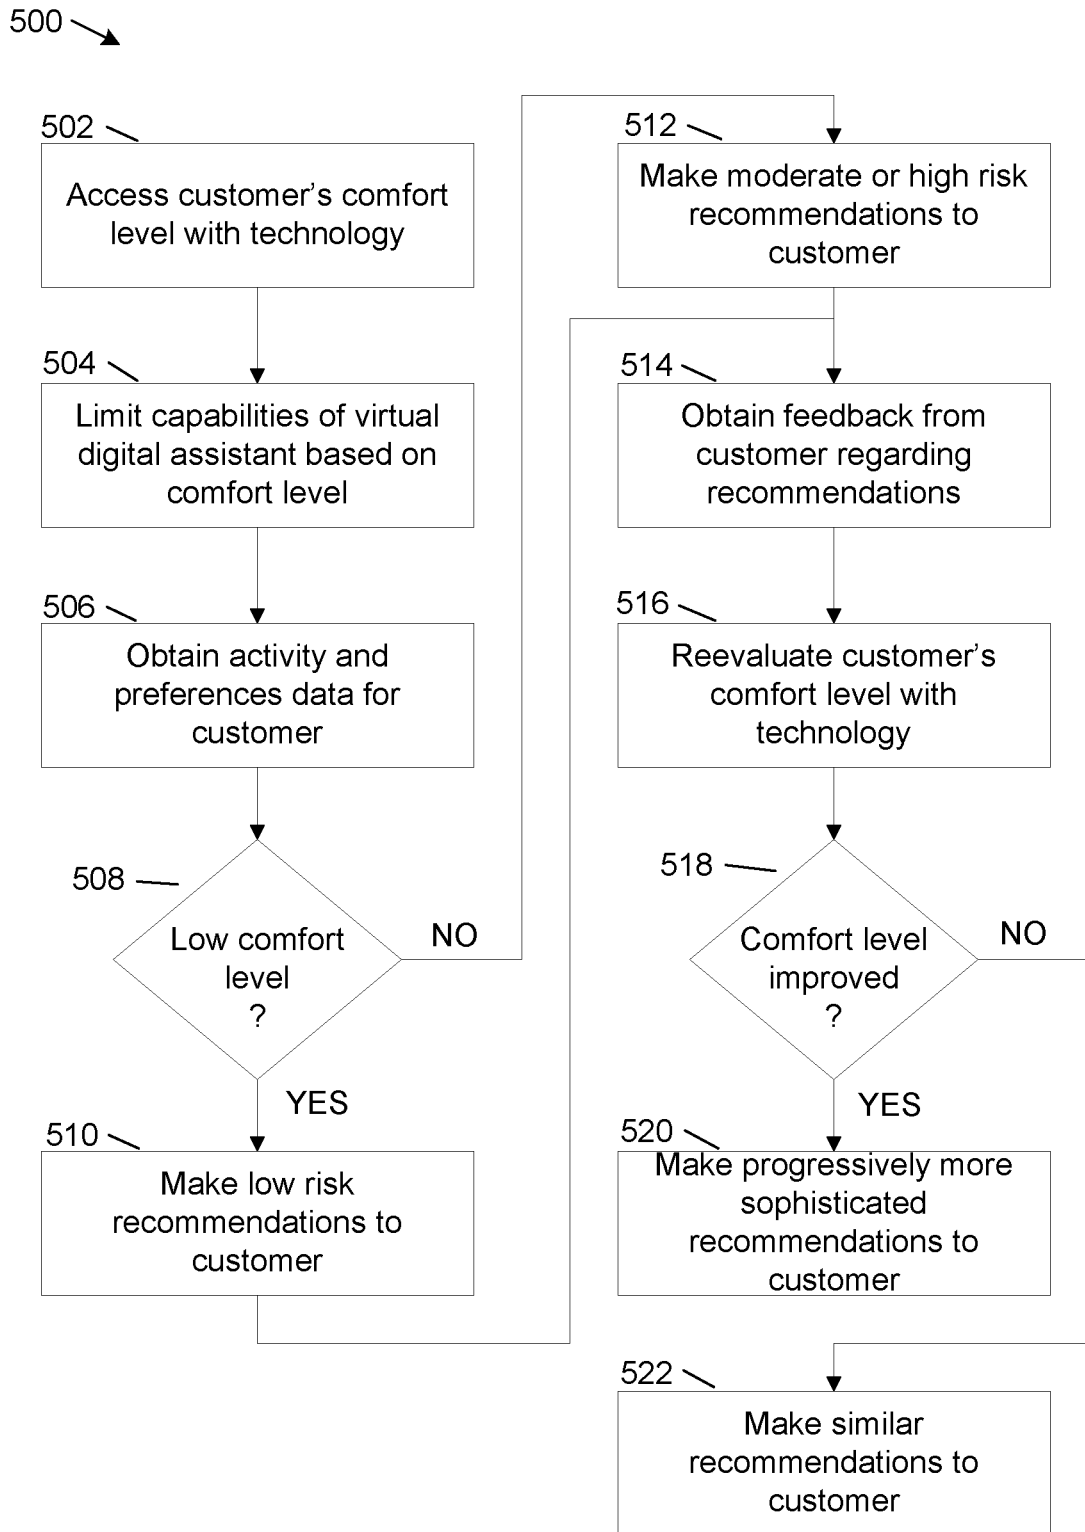 500
502
Access customer’s comfort
level with technology
504
Limit capabilities of virtual
digital assistant based on
comfort level
506
Obtain activity and
preferences data for
customer
508
Low comfort
level
?
NO
YES
510
Make low risk
recommendations to
customer
512
Make moderate or high risk
recommendations to
customer
514
Obtain feedback from
customer regarding
recommendations
516
Reevaluate customer’s
comfort level with
technology
518
Comfort level
improved
?
NO
YES
520
Make progressively more
sophisticated
recommendations to
customer
522
Make similar
recommendations to
customer